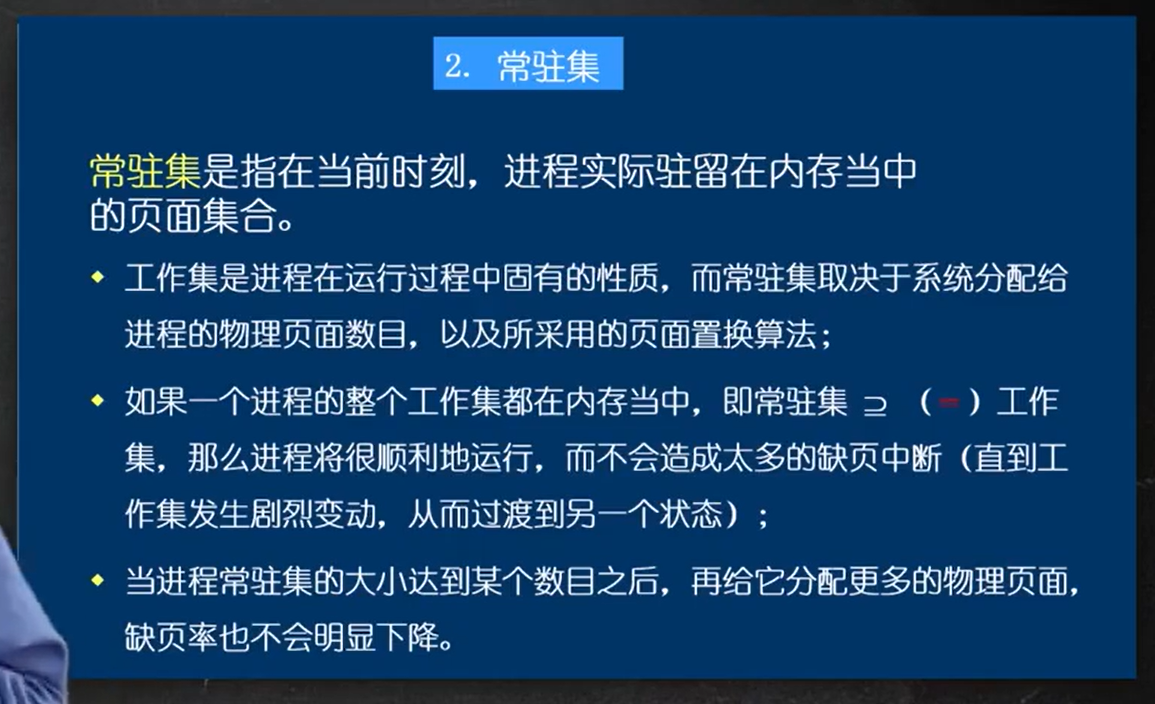 2. 常驻集
常驻集是指在当前时刻，进程实际驻留在内存当中
的页面集合。
工作集是进程在运行过程中固有的性质，而常驻集取决于系统分配给
进程的物理页面数目，以及所采用的页面置换算法；
如果一个进程的整个工作集都在内存当中，即常驻集 ⊃ （=）工作
集，那么进程将很顺利地运行，而不会造成太多的缺页中断（直到工
作集发生剧烈变动，从而过渡到另一个状态）；
当进程常驻集的大小达到某个数目之后，再给它分配更多的物理页面，
缺页率也不会明显下降。